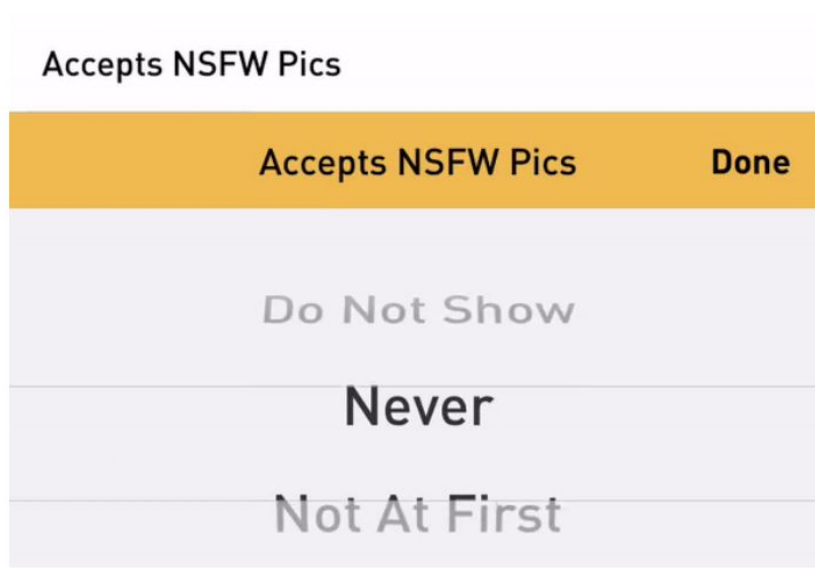 Accepts NSFW Pics
Accepts NSFW Pics Done
Do Not Show
Never
Not At First